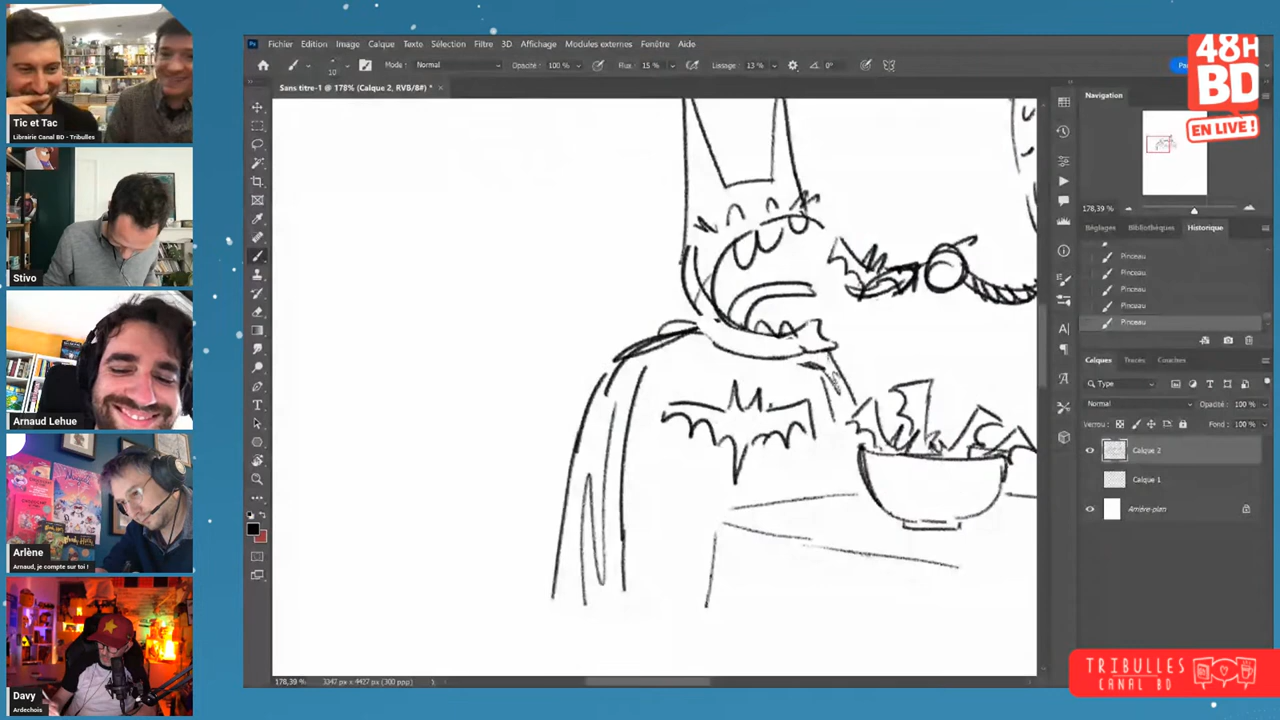 Tic et Tac
Librairie Canal BD - Tribulles
Stivo
Arnaud Lehue
Arlène
Arnaud, je compte sur toi !
Davy
Ardechois
Ps
Fichier Edition Image Calque Texte Sélection Filtre 3D Affichage Modules externes Fenêtre Aide
10
Mode : Normal
Opacité : 100 %
Flux : 15 %
Lissage : 13 %
0°
Sans titre-1 @ 178% (Calque 2, RVB/8#) *
178,39 % 3347 px x 4427 px (300 ppp)
48H
BD
EN LIVE !
Navigation
178,39 %
Réglages Bibliothèques Historique
Pinceau
Pinceau
Pinceau
Pinceau
Pinceau
Calques Tracés Couches
Type
Normal
Opacité : 100 %
Verrou :
Fond : 100 %
Calque 2
Calque 1
Arrière-plan
TRIBULLES
CANAL BD